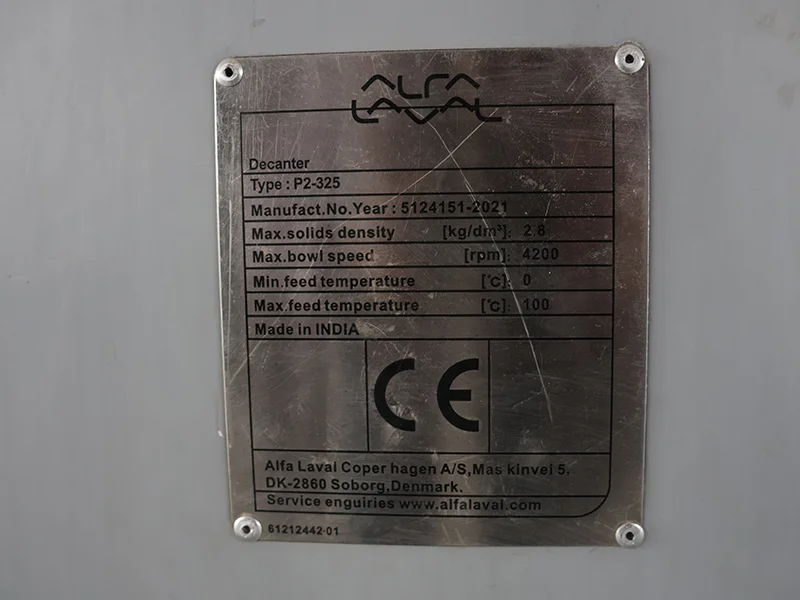 ALFA
LAVAL
Decanter
Type : P2-325
Manufact.No.Year : 5124151-2021
Max.solids density [kg/dm³]: 2.8
Max.bowl speed [rpm]: 4200
Min.feed temperature [℃]: 0
Max.feed temperature [℃]: 100
Made in INDIA
CE
Alfa Laval Coper hagen A/S,Mas kinvei 5.
DK-2860 Soborg,Denmark.
Service enguiries www.alfalaval.com
61212442-01